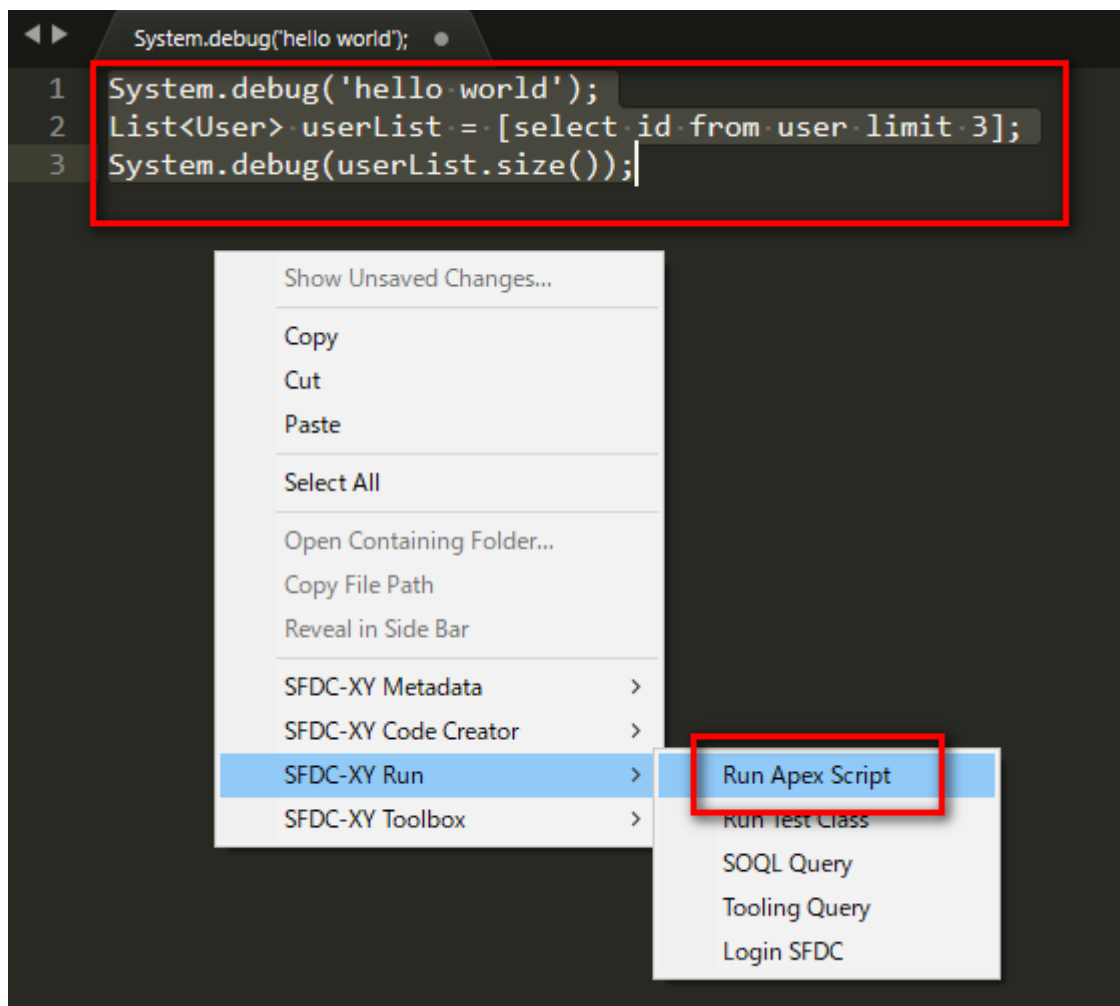 System.debug('hello world');
1 System.debug('hello world');
2 List<User> userList = [select id from user limit 3];
3 System.debug(userList.size());
Show Unsaved Changes...
Copy
Cut
Paste
Select All
Open Containing Folder...
Copy File Path
Reveal in Side Bar
SFDC-XY Metadata
SFDC-XY Code Creator
SFDC-XY Run
SFDC-XY Toolbox
Run Apex Script
Run Test Class
SOQL Query
Tooling Query
Login SFDC